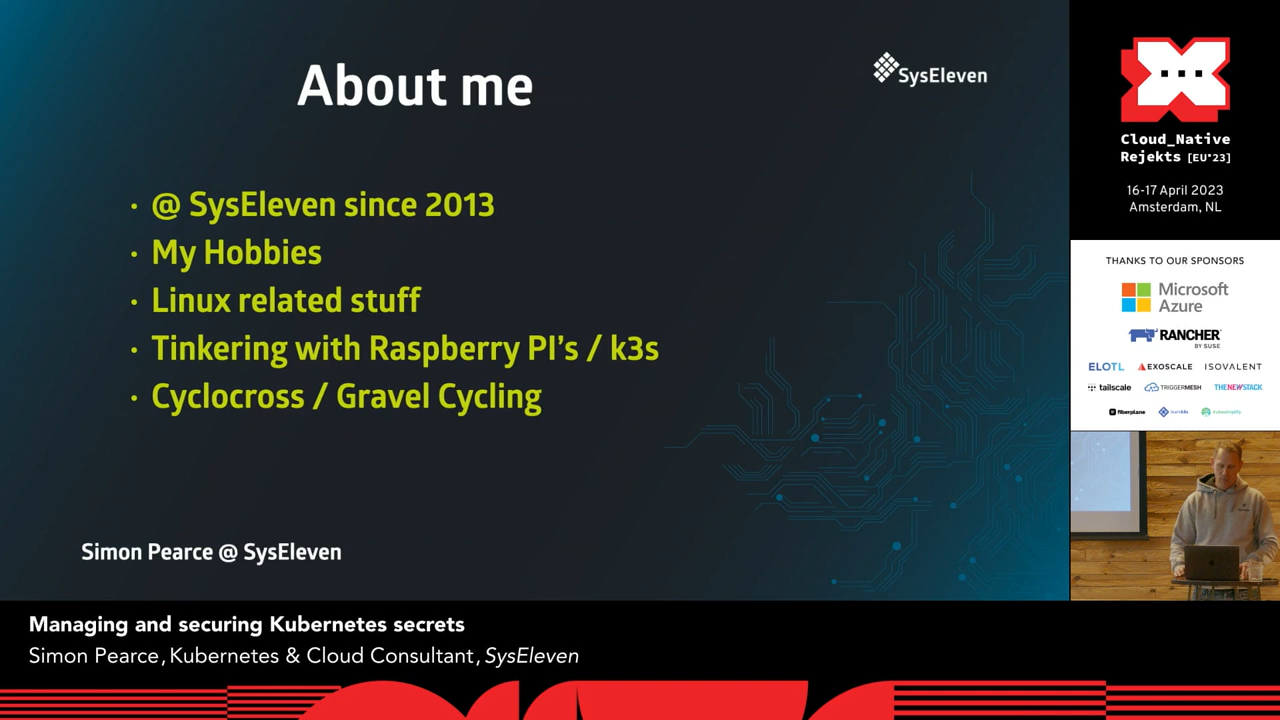 About me
SysEleven
• @ SysEleven since 2013
• My Hobbies
• Linux related stuff
• Tinkering with Raspberry PI’s / k3s
• Cyclocross / Gravel Cycling
Simon Pearce @ SysEleven
Cloud_Native
Rejekts [EU*23]
16-17 April 2023
Amsterdam, NL
THANKS TO OUR SPONSORS
Microsoft
Azure
RANCHER
BY SUSE
ELOTL EXOSCALE ISOVALENT
tailscale TRIGGERMESH THENEWSTACK
fiberplane
Managing and securing Kubernetes secrets
Simon Pearce, Kubernetes & Cloud Consultant, SysEleven